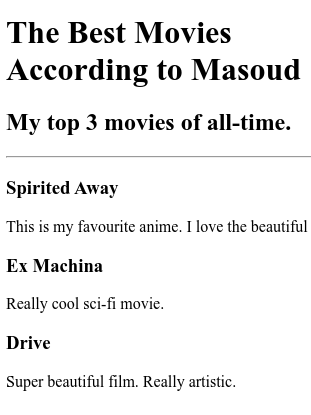 The Best Movies
According to Masoud
My top 3 movies of all-time.
Spirited Away
This is my favourite anime. I love the beautiful
Ex Machina
Really cool sci-fi movie.
Drive
Super beautiful film. Really artistic.